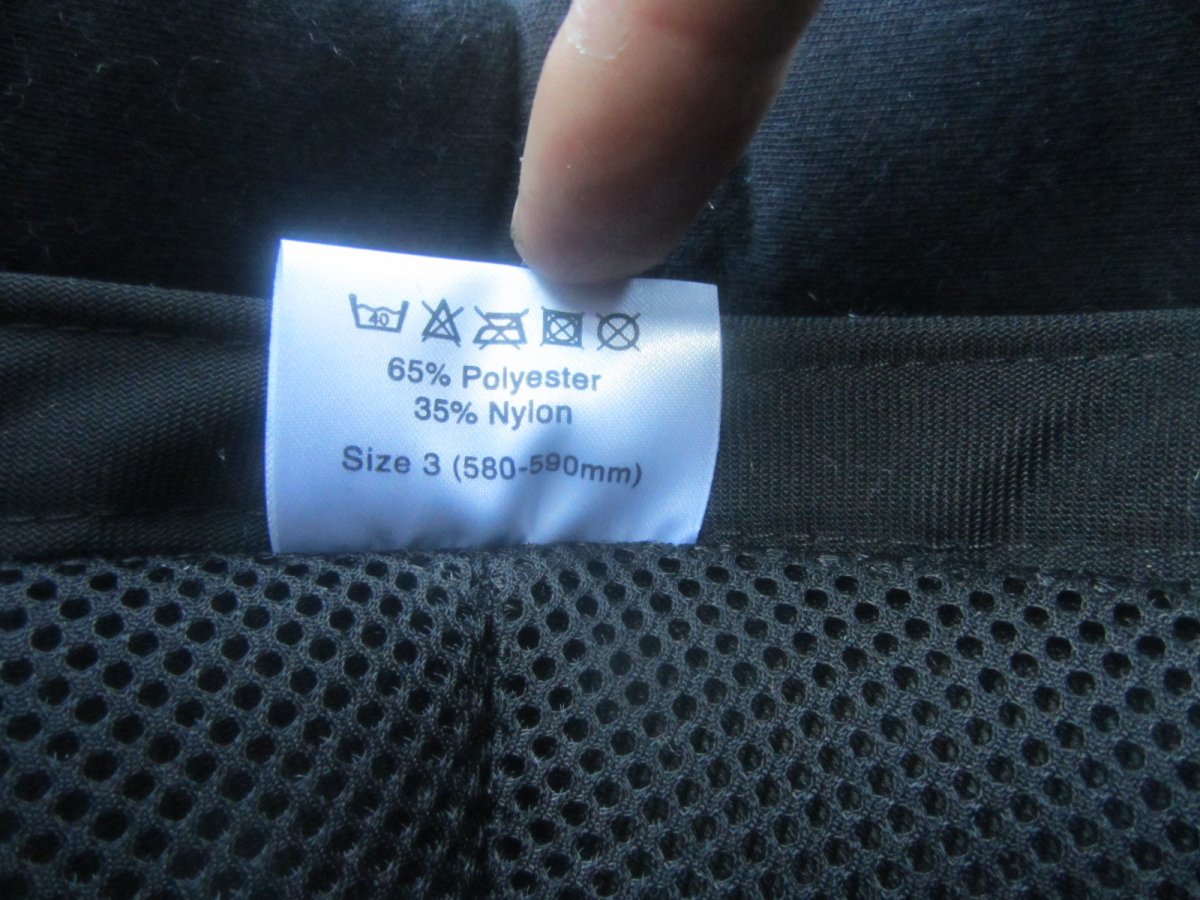 40
65% Polyester
35% Nylon
Size 3 (580-590mm)